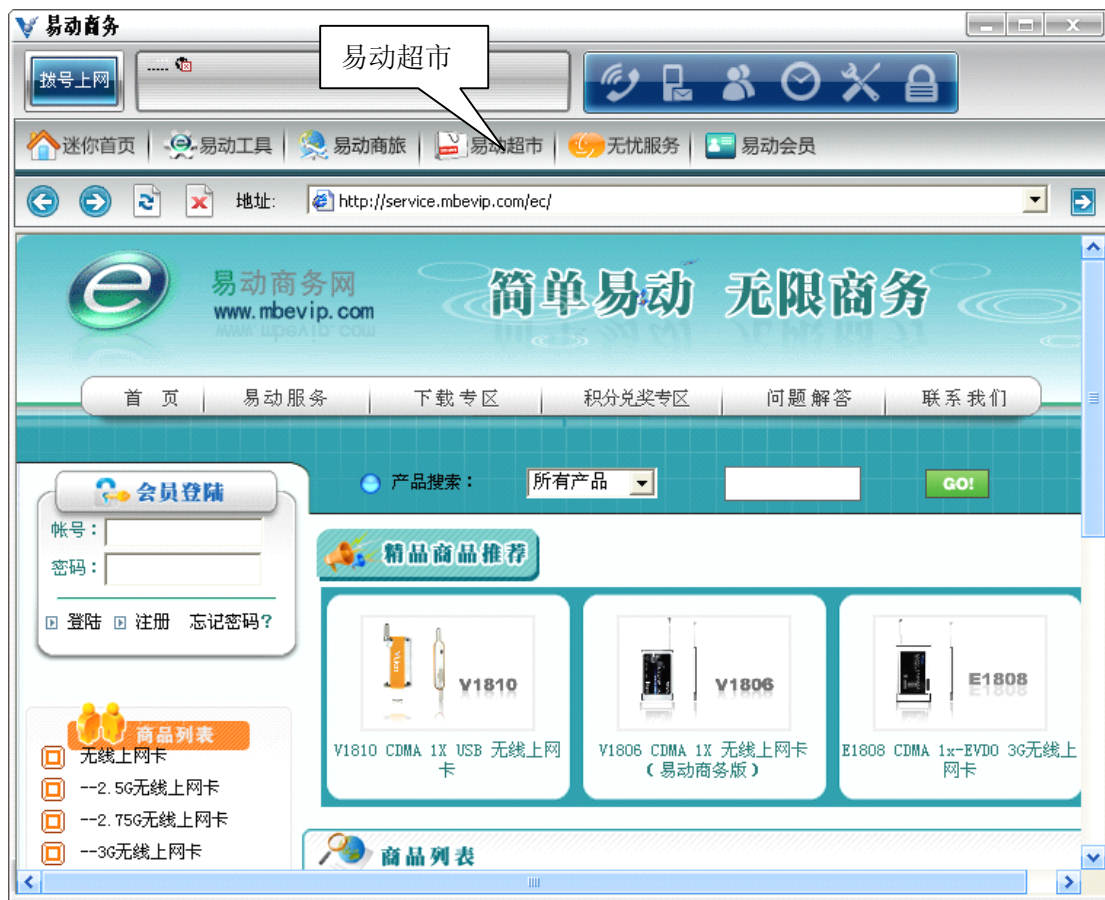 易动商务
易动超市
拨号上网
.....
迷你首页 易动工具 易动商旅 易动超市 无忧服务 易动会员
地址: http://service.mbevip.com/ec/
易动商务网
www.mbevip.com
简单易动 无限商务
首 页 易动服务 下载专区 积分兑奖专区 问题解答 联系我们
会员登陆
产品搜索： 所有产品 GO!
帐号：
密码：
登陆 注册 忘记密码?
精品商品推荐
V1810
V1806
E1808
V1810 CDMA 1X USB 无线上网
卡
V1806 CDMA 1X 无线上网卡
(易动商务版)
E1808 CDMA 1x-EVDO 3G无线上
网卡
商品列表
无线上网卡
--2.5G无线上网卡
--2.75G无线上网卡
--3G无线上网卡
商品列表